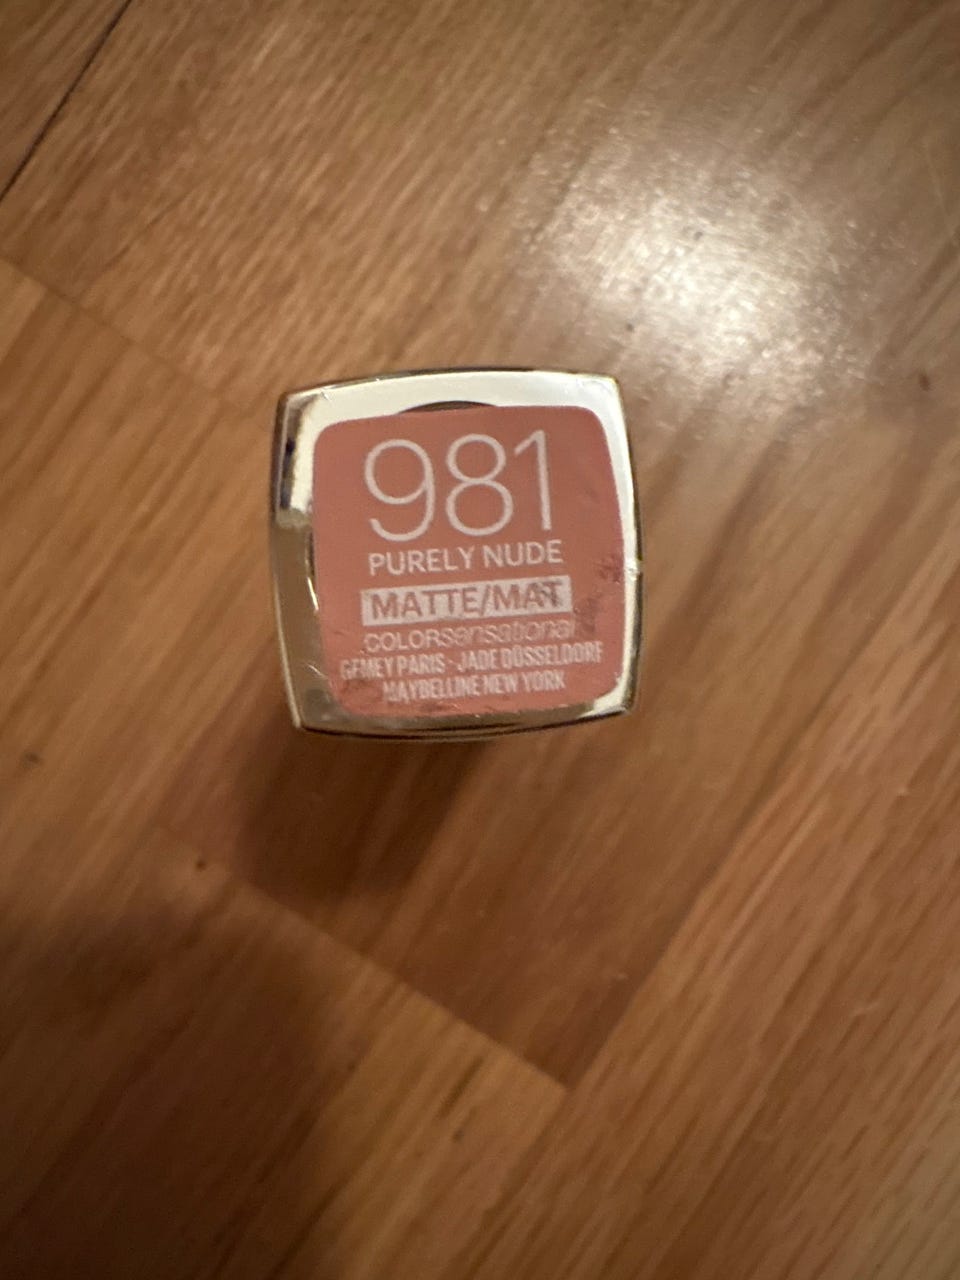 981
PURELY NUDE
MATTE/MAT
COLORsensational
GEMEY PARIS - JADE DÜSSELDORF
MAYBELLINE NEW YORK